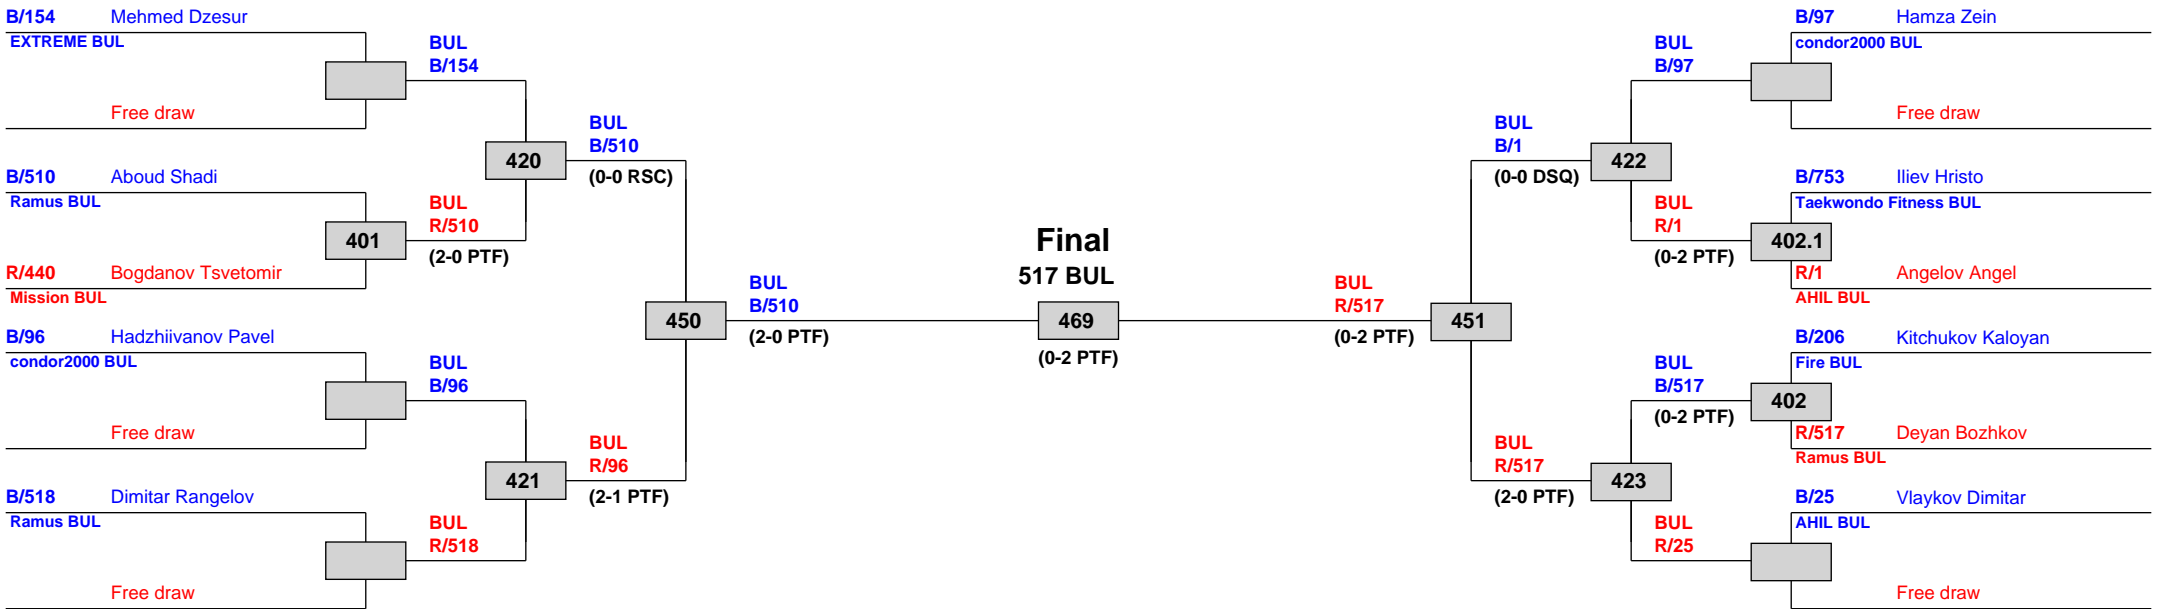 B/154 Mehmed Dzesur
EXTREME BUL
Free draw
BUL
B/154
B/510 Aboud Shadi
Ramus BUL
R/440 Bogdanov Tsvetomir
Mission BUL
401
BUL
R/510
(2-0 PTF)
420
BUL
B/510
(0-0 RSC)
B/96 Hadzhiivanov Pavel
condor2000 BUL
Free draw
BUL
B/96
B/518 Dimitar Rangelov
Ramus BUL
Free draw
BUL
R/518
421
BUL
R/96
(2-1 PTF)
450
BUL
B/510
(2-0 PTF)
Final
517 BUL
469
(0-2 PTF)
BUL
R/517
(0-2 PTF)
451
BUL
B/1
(0-0 DSQ)
422
BUL
B/97
B/97 Hamza Zein
condor2000 BUL
Free draw
BUL
R/1
(0-2 PTF)
402.1
B/753 Iliev Hristo
Taekwondo Fitness BUL
R/1 Angelov Angel
AHIL BUL
BUL
R/517
(2-0 PTF)
423
BUL
B/517
(0-2 PTF)
402
B/206 Kitchukov Kaloyan
Fire BUL
R/517 Deyan Bozhkov
Ramus BUL
BUL
R/25
B/25 Vlaykov Dimitar
AHIL BUL
Free draw